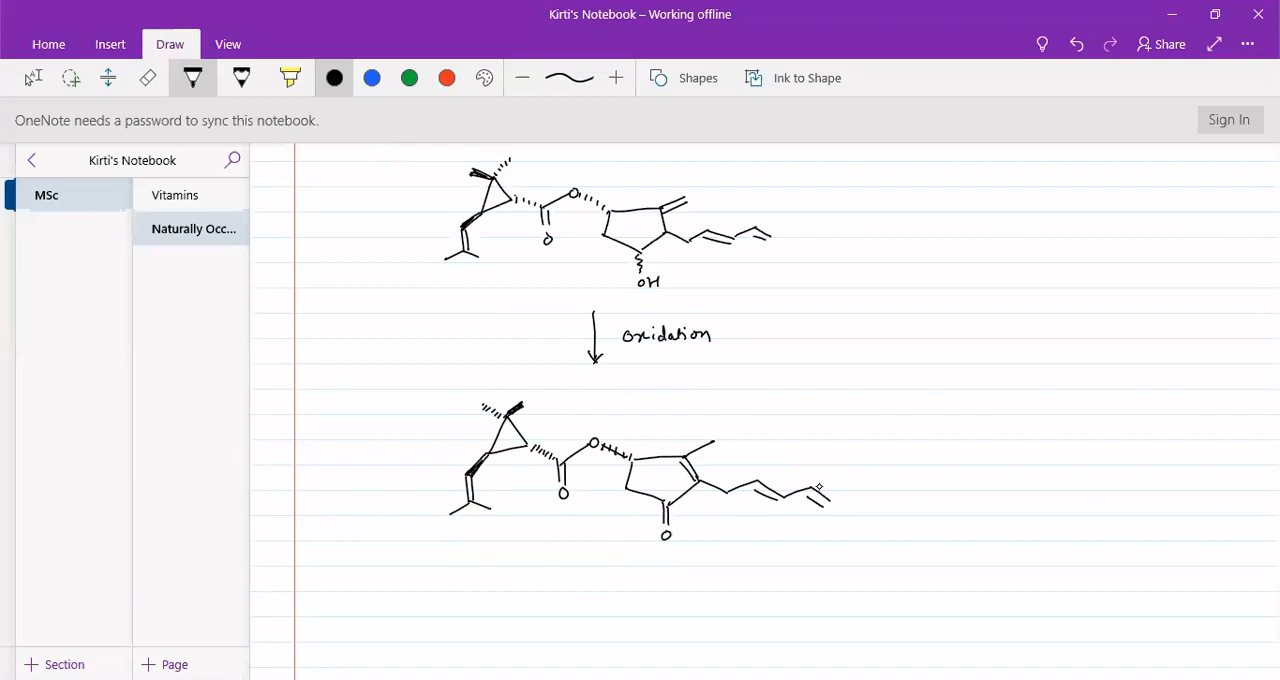 Kirti's Notebook – Working offline
Home Insert Draw View Share
Shapes Ink to Shape
OneNote needs a password to sync this notebook. Sign In
Kirti's Notebook
MSc Vitamins
Naturally Occ...
O
O
OH
oxidation
O
O
O
Section Page